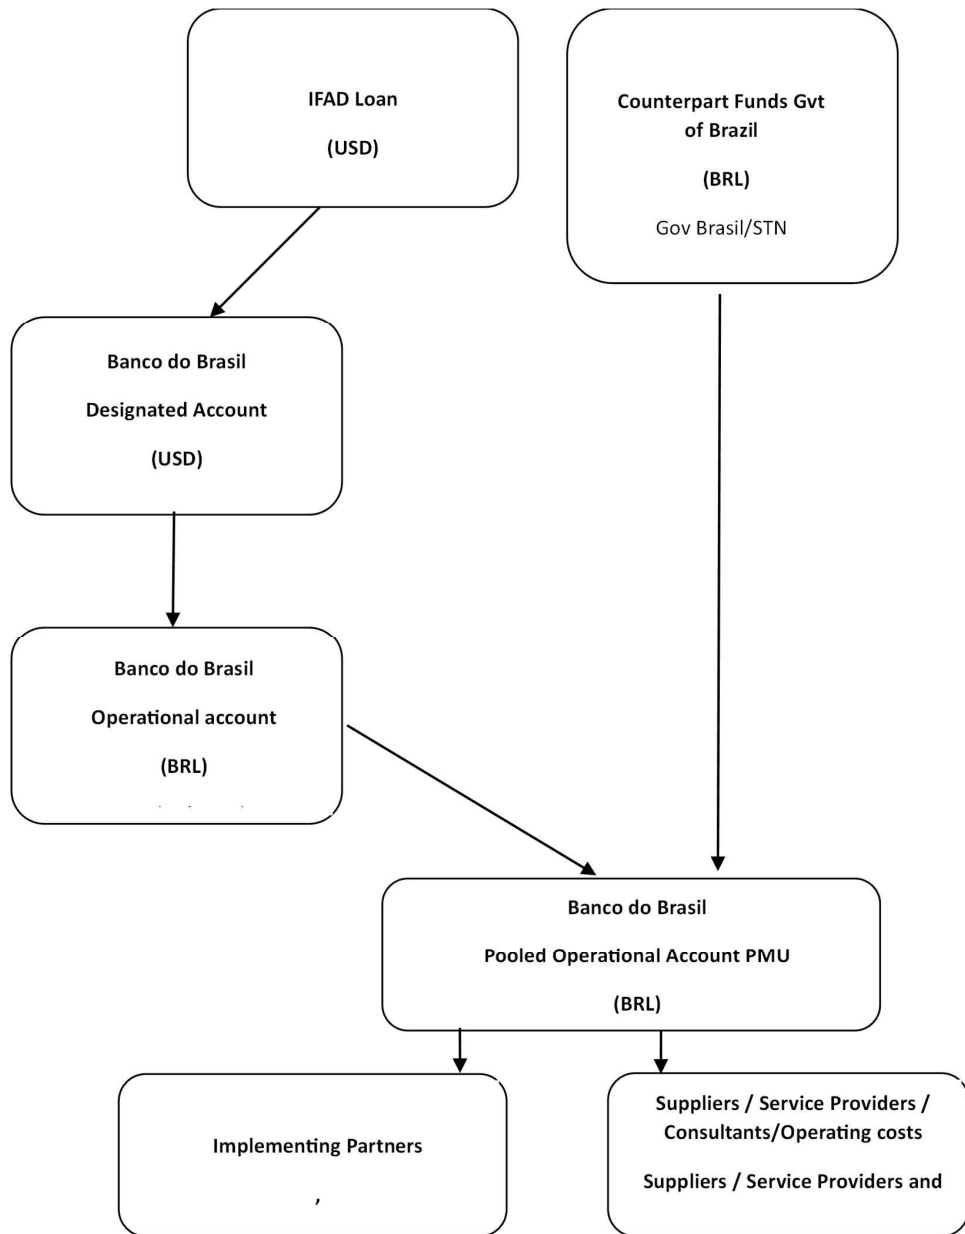 IFAD Loan
(USD)
Counterpart Funds Gvt
of Brazil
(BRL)
Gov Brasil/STN
Banco do Brasil
Designated Account
(USD)
Banco do Brasil
Operational account
(BRL)
Banco do Brasil
Pooled Operational Account PMU
(BRL)
Implementing Partners
,
Suppliers / Service Providers /
Consultants/Operating costs
Suppliers / Service Providers and